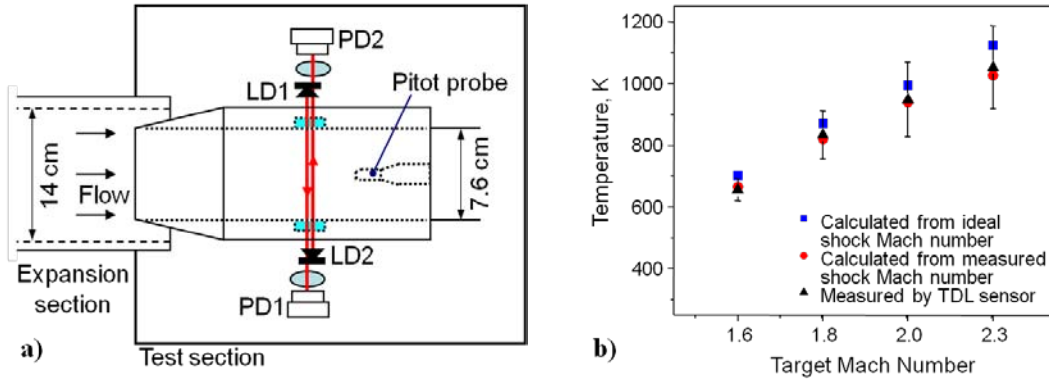 PD2
LD1
Pitot probe
14 cm
Flow
7.6 cm
LD2
Expansion
section
PD1
a)
Test section
Temperature, K
1200
1000
800
600
400
Calculated from ideal
shock Mach number
Calculated from measured
shock Mach number
Measured by TDL sensor
1.6
1.8
2.0
2.3
b)
Target Mach Number